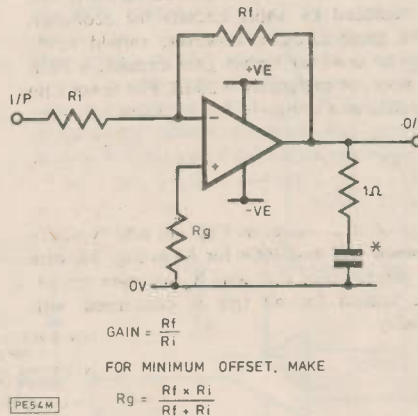 Rf
+VE
I/P
Ri
−
O/
+
1Ω
-VE
Rg
*
0V
GAIN = Rf
Ri
FOR MINIMUM OFFSET, MAKE
Rg = Rf × Ri
Rf + Ri
PE54M